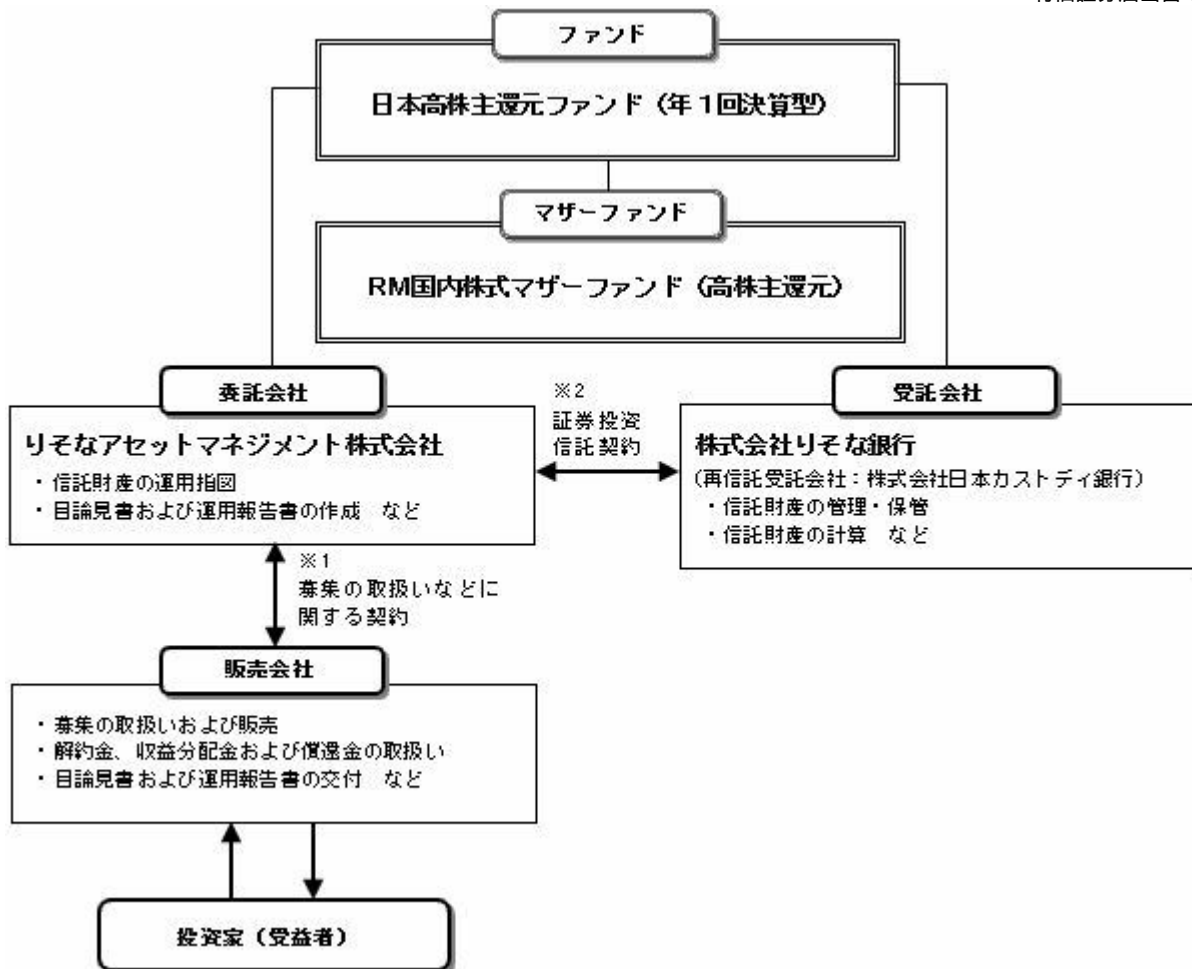 ファンド
日本高株主還元ファンド（年１回決算型）
マザーファンド
RM国内株式マザーファンド（高株主還元）
委託会社
りそなアセットマネジメント株式会社
・信託財産の運用指図
・目論見書および運用報告書の作成　など
※2
証券投資
信託契約
受託会社
株式会社りそな銀行
（再信託受託会社：株式会社日本カストディ銀行）
・信託財産の管理・保管
・信託財産の計算　など
※1
募集の取扱いなどに
関する契約
販売会社
・募集の取扱いおよび販売
・解約金、収益分配金および償還金の取扱い
・目論見書および運用報告書の交付　など
投資家（受益者）